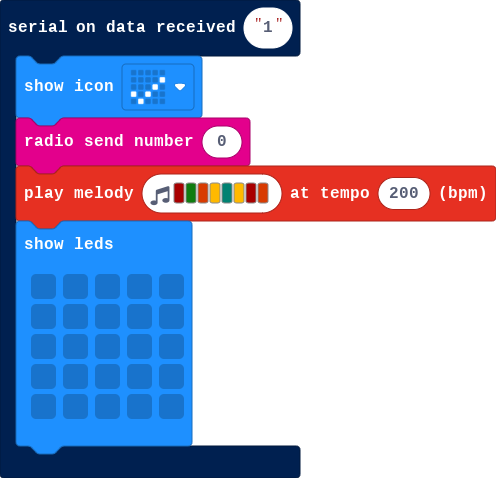 serial on data received "1"
show icon
radio send number 0
play melody at tempo 200 (bpm)
show leds